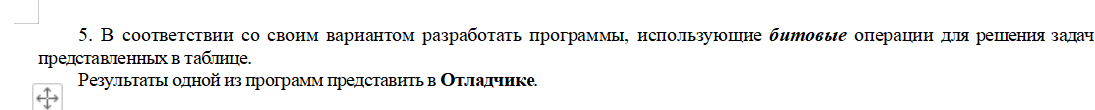 5. В соответствии со своим вариантом разработать программы, использующие битовые операции для решения задач
представленных в таблице.
Результаты одной из программ представить в Отладчике.